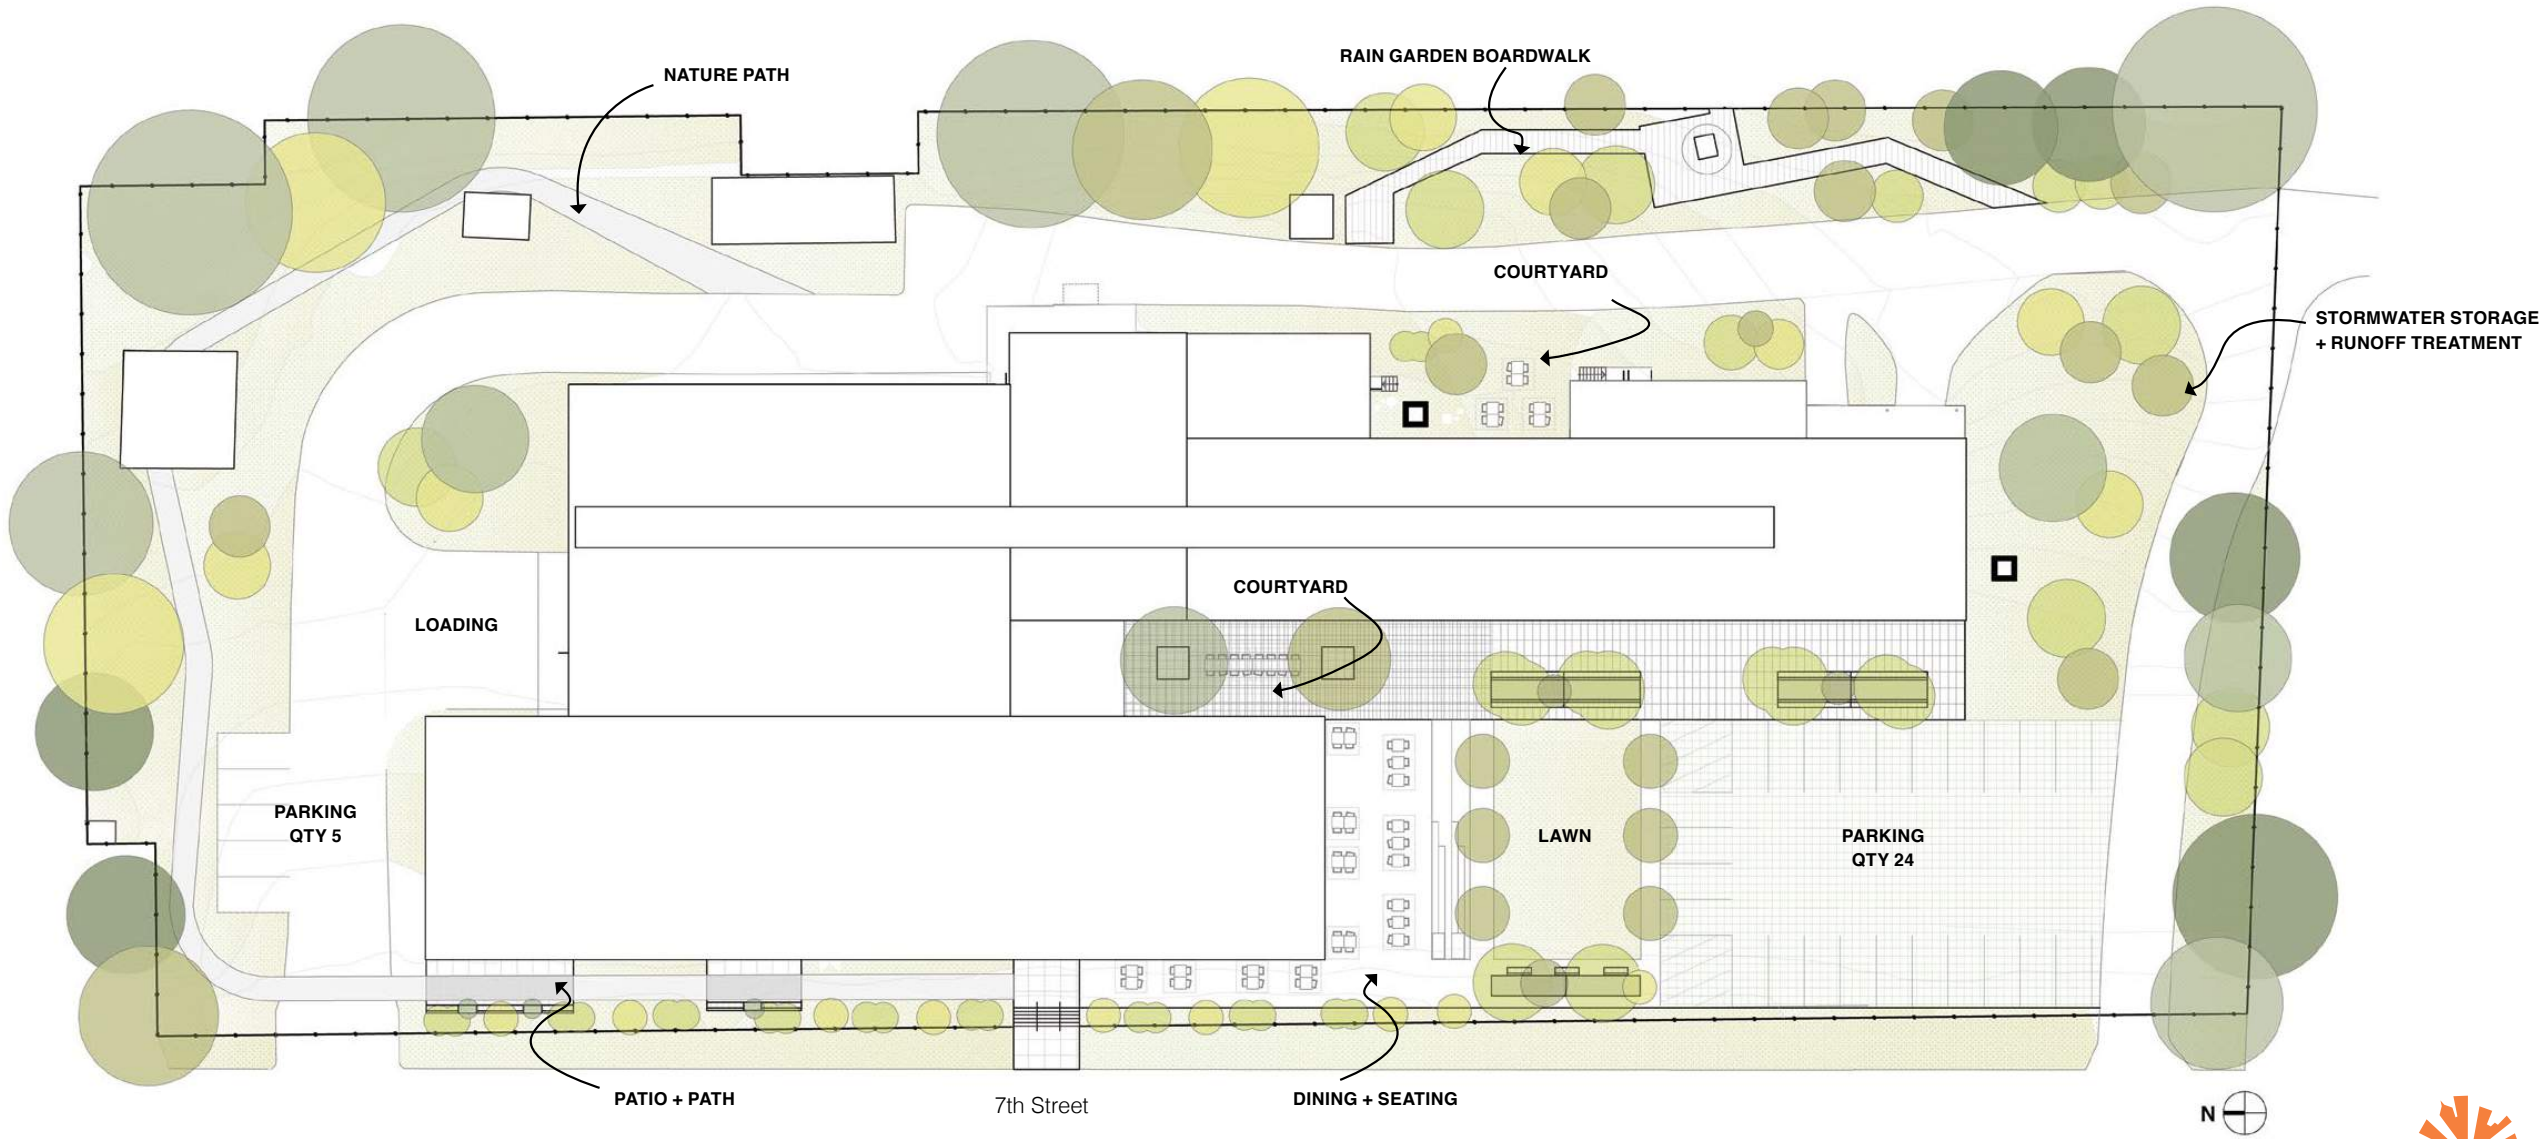 RAIN GARDEN BOARDWALK
NATURE PATH
COURTYARD
STORMWATER STORAGE
+ RUNOFF TREATMENT
COURTYARD
LOADING
PARKING
QTY 5
LAWN
PARKING
QTY 24
PATIO + PATH
7th Street
DINING + SEATING
N